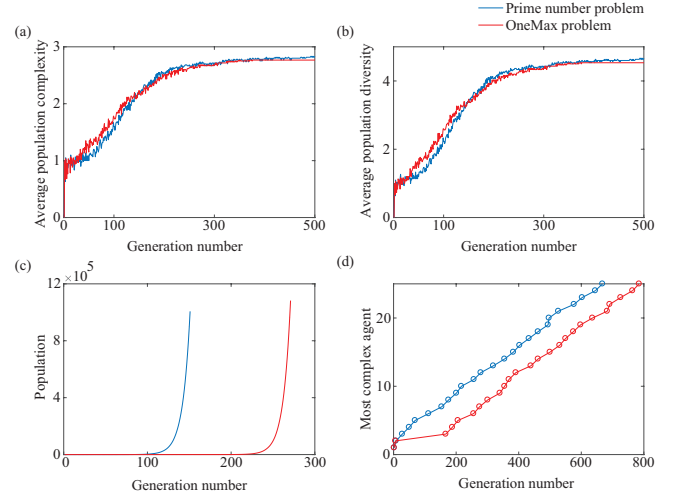 Prime number problem
OneMax problem
(a)
(b)
3
2
1
0
Average population complexity
0
100
300
500
Generation number
4
2
0
Average population diversity
0
100
300
500
Generation number
(c)
(d)
×10⁵
12
8
4
0
Population
0
100
200
300
Generation number
20
10
0
Most complex agent
0
200
400
600
800
Generation number